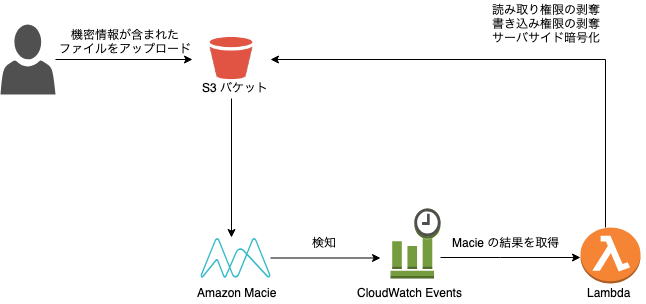 機密情報が含まれた
ファイルをアップロード
読み取り権限の剥奪
書き込み権限の剥奪
サーバサイド暗号化
S3 バケット
検知
Macie の結果を取得
Amazon Macie
CloudWatch Events
Lambda